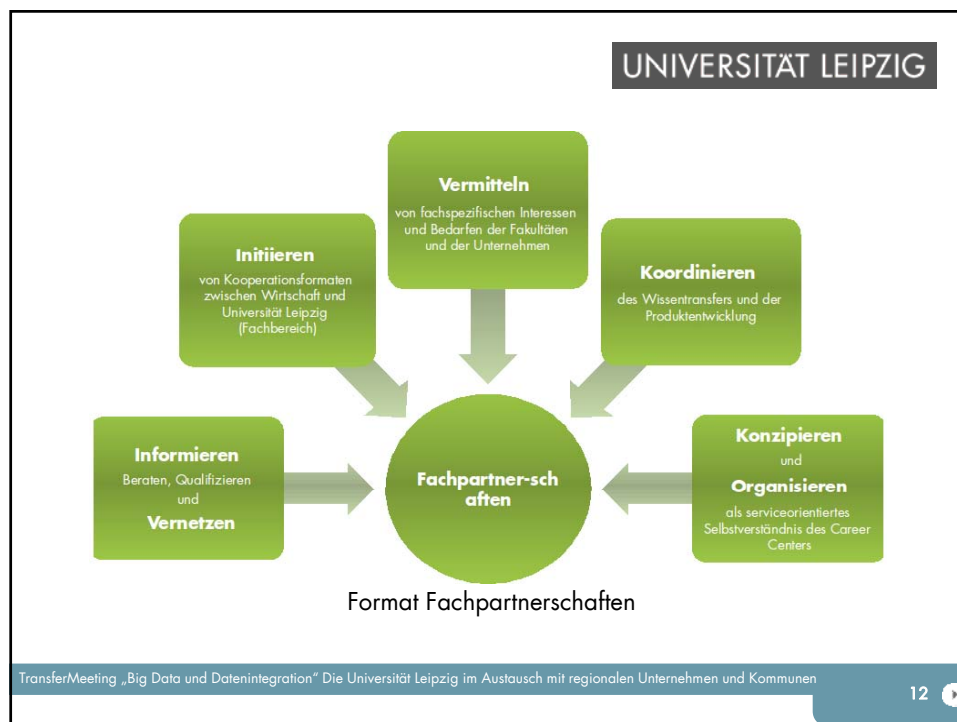 UNIVERSITÄT LEIPZIG
Vermitteln
von fachspezifischen Interessen
und Bedarfen der Fakultäten
und der Unternehmen
Initiieren
von Kooperationsformaten
zwischen Wirtschaft und
Universität Leipzig
(Fachbereich)
Koordinieren
des Wissentransfers und der
Produktentwicklung
Informieren
Beraten, Qualifizieren
und
Vernetzen
Fachpartner-sch
aften
Konzipieren
und
Organisieren
als serviceorientiertes
Selbstverständnis des Career
Centers
Format Fachpartnerschaften
TransferMeeting „Big Data und Datenintegration“ Die Universität Leipzig im Austausch mit regionalen Unternehmen und Kommunen
12